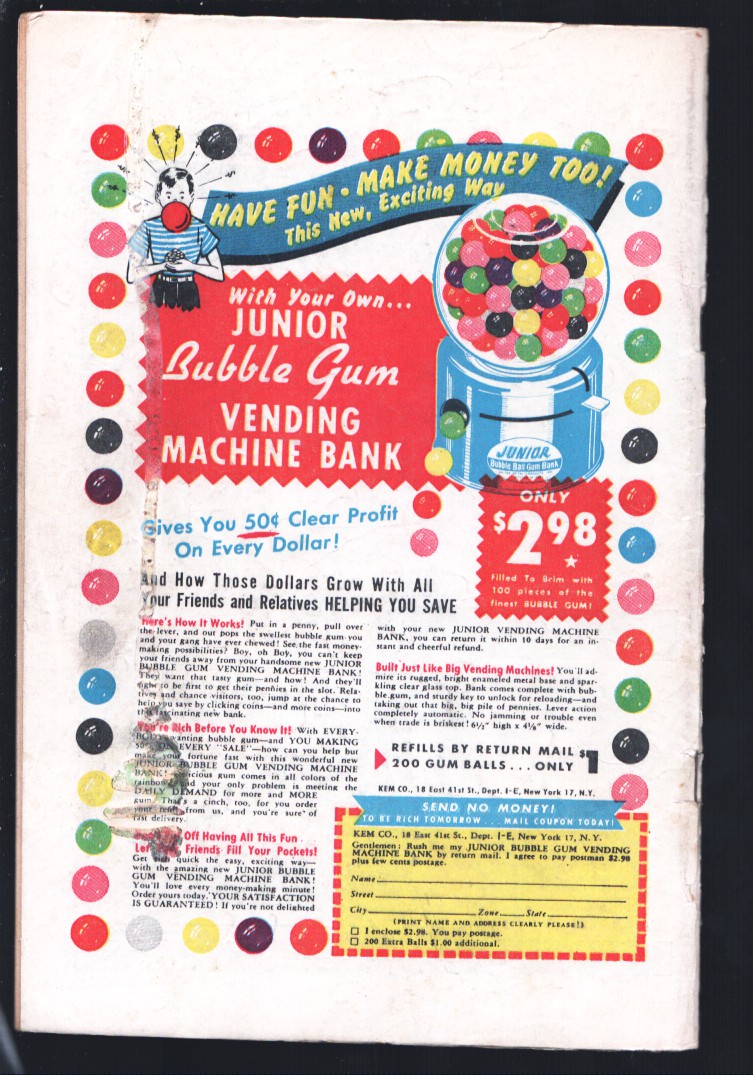 HAVE FUN - MAKE MONEY TOO!
This New, Exciting Way
With Your Own...
JUNIOR
Bubble Gum
VENDING
MACHINE BANK
JUNIOR
Bubble Ball Gum Bank
ONLY
$2.98
Filled To Brim with
100 pieces of the
finest BUBBLE GUM!
Gives You 50¢ Clear Profit
On Every Dollar!
And How Those Dollars Grow With All
Your Friends and Relatives HELPING YOU SAVE
Here's How It Works! Put in a penny, pull over
the lever, and out pops the swellest bubble gum you
and your gang have ever chewed! See the fast money-
making possibilities? Boy, oh Boy, you can't keep
your friends away from your handsome new JUNIOR
BUBBLE GUM VENDING MACHINE BANK!
They want that tasty gum—and how! And they'll
fight to be first to get their pennies in the slot. Rela-
tives and chance visitors, too, jump at the chance to
help you save by clicking coins—and more coins—into
this fascinating new bank.
You're Rich Before You Know It! With EVERY-
BODY wanting bubble gum—and YOU MAKING
50% ON EVERY "SALE"—how can you help but
make your fortune fast with this wonderful new
JUNIOR BUBBLE GUM VENDING MACHINE
BANK! Delicious gum comes in all colors of the
rainbow and your only problem is meeting the
DAILY DEMAND for more and MORE
gum. That's a cinch, too, for you order
your refills from us, and you're sure of
fast delivery.
Off Having All This Fun
Let Friends Fill Your Pockets!
Get rich quick the easy, exciting way—
with the amazing new JUNIOR BUBBLE
GUM VENDING MACHINE BANK!
You'll love every money-making minute!
Order yours today. YOUR SATISFACTION
IS GUARANTEED! If you're not delighted
with your new JUNIOR VENDING MACHINE
BANK, you can return it within 10 days for an in-
stant and cheerful refund.
Built Just Like Big Vending Machines! You'll ad-
mire its rugged, bright enameled metal base and spar-
kling clear glass top. Bank comes complete with bub-
ble gum, and sturdy key to unlock for reloading—and
taking out that big, big pile of pennies. Lever action
completely automatic. No jamming or trouble even
when trade is briskest! 6½" high x 4⅛" wide.
REFILLS BY RETURN MAIL
200 GUM BALLS . . . ONLY $1
KEM CO., 18 East 41st St., Dept. I-E, New York 17, N.Y.
SEND NO MONEY!
TO BE RICH TOMORROW . . . MAIL COUPON TODAY!
KEM CO., 18 East 41st St., Dept. I-E, New York 17, N. Y.
Gentlemen: Rush me my JUNIOR BUBBLE GUM VENDING
MACHINE BANK by return mail. I agree to pay postman $2.98
plus few cents postage.
Name
Street
City Zone State
(PRINT NAME AND ADDRESS CLEARLY PLEASE!)
☐ I enclose $2.98. You pay postage.
☐ 200 Extra Balls $1.00 additional.